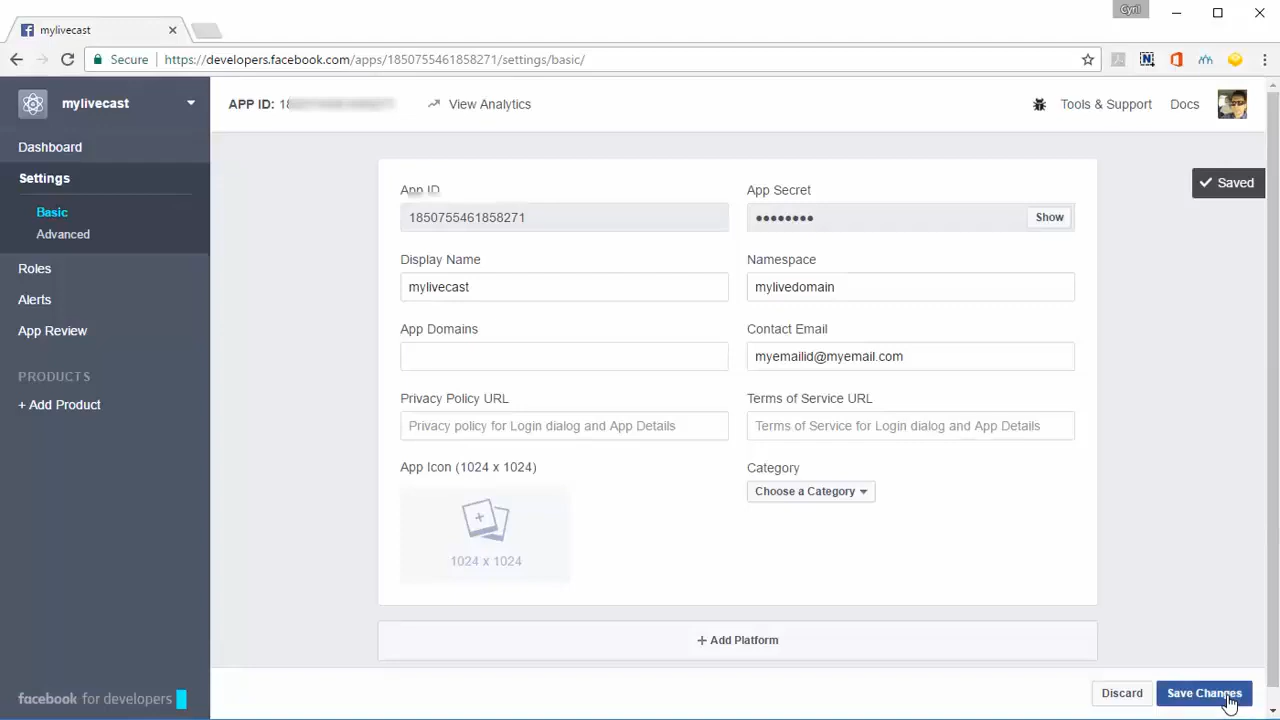 Cyril
mylivecast
Secure https://developers.facebook.com/apps/1850755461858271/settings/basic/
mylivecast
APP ID: 18
View Analytics
Tools & Support
Docs
Dashboard
Settings
Basic
Advanced
Roles
Alerts
App Review
PRODUCTS
+ Add Product
facebook for developers
Saved
App ID
1850755461858271
App Secret
••••••••
Show
Display Name
mylivecast
Namespace
mylivedomain
App Domains
Contact Email
myemailid@myemail.com
Privacy Policy URL
Privacy policy for Login dialog and App Details
Terms of Service URL
Terms of Service for Login dialog and App Details
App Icon (1024 x 1024)
1024 x 1024
Category
Choose a Category
+ Add Platform
Discard
Save Changes